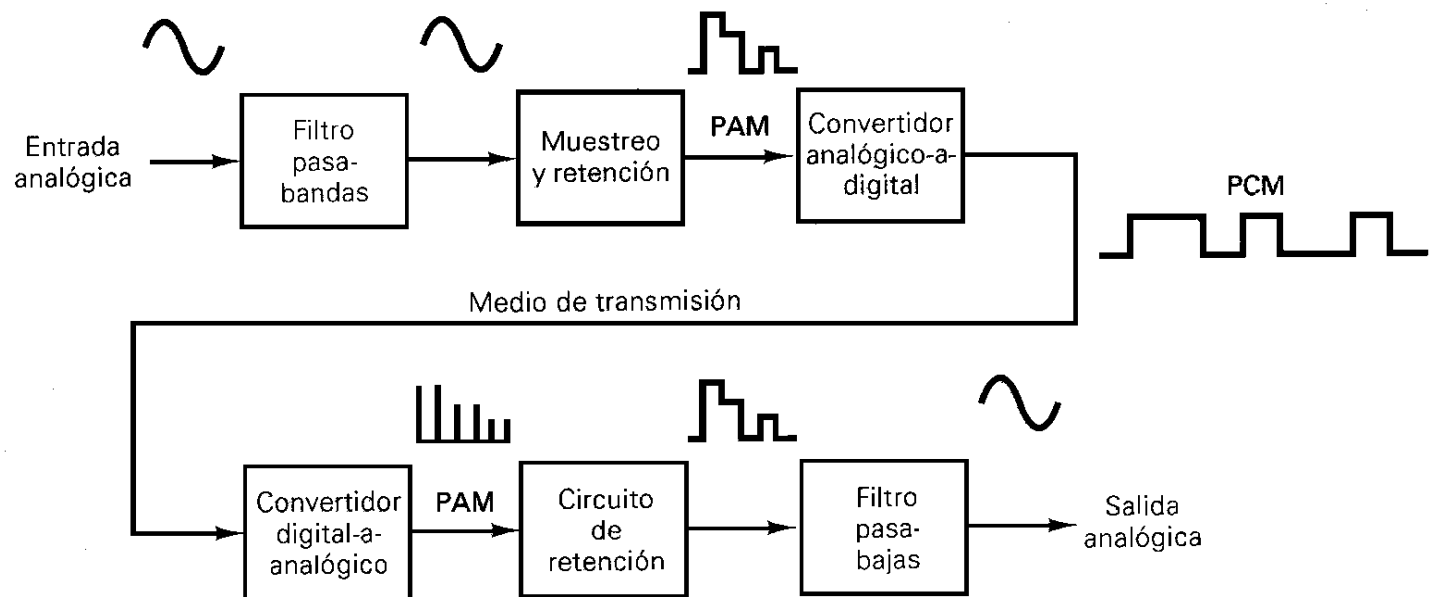 Entrada
analógica
Filtro
pasa-
bandas
Muestreo
y retención
PAM
Convertidor
analógico-a-
digital
PCM
Medio de transmisión
Convertidor
digital-a-
analógico
PAM
Circuito
de
retención
Filtro
pasa-
bajas
Salida
analógica